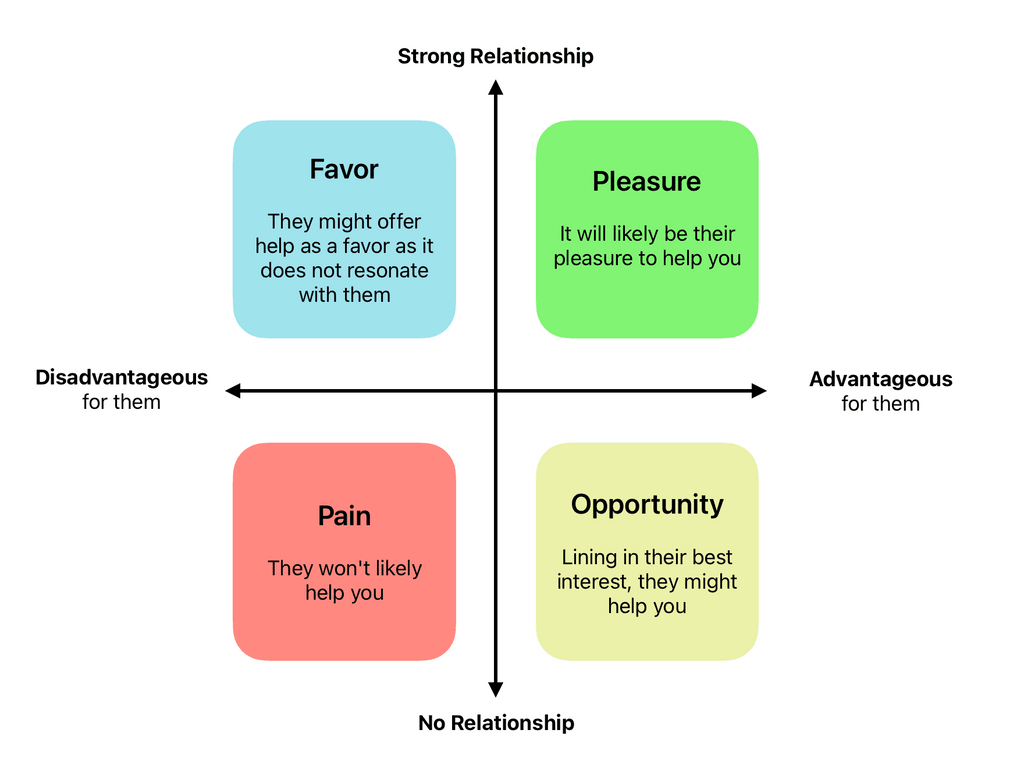 Strong Relationship
Favor
They might offer
help as a favor as it
does not resonate
with them
Pleasure
It will likely be their
pleasure to help you
Disadvantageous
for them
Advantageous
for them
Pain
They won't likely
help you
Opportunity
Lining in their best
interest, they might
help you
No Relationship